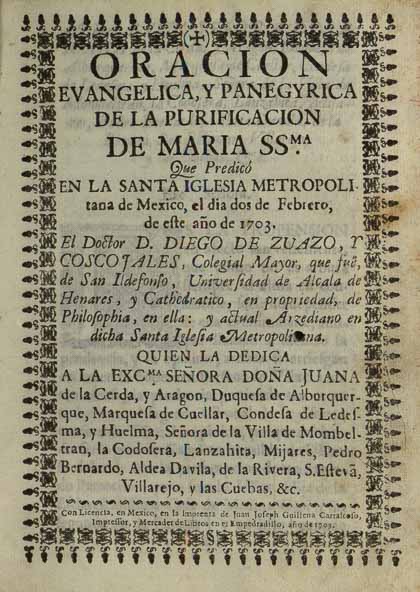 ORACION
EVANGELICA, Y PANEGYRICA
DE LA PURIFICACION
DE MARIA SS.MA
Que Predicó
EN LA SANTA IGLESIA METROPOLI-
tana de Mexico, el dia dos de Febrero,
de este año de 1703.
El Doctor D. DIEGO DE ZUAZO, Y
COSCOJALES, Colegial Mayor, que fuè,
de San Ildefonso, Universidad de Alcala de
Henares, y Cathedratico, en propriedad, de
Philosophia, en ella: y actual Arzediano en
dicha Santa Iglesia Metropolitana.
QUIEN LA DEDICA
A LA EXC.MA SEÑORA DOÑA JUANA
de la Cerda, y Aragon, Duquesa de Alburquer-
que, Marquesa de Cuellar, Condesa de Ledes-
ma, y Huelma, Señora de la Villa de Mombel-
tran, la Codosera, Lanzahita, Mijares, Pedro
Bernardo, Aldea Davila, de la Rivera, S. Estevã,
Villarejo, y las Cuebas, &c.
Con Licencia, en Mexico, en la Imprenta de Juan Joseph Guillena Carrascoso,
Impressor, y Mercader de Libros en el Empedradillo, año de 1703.